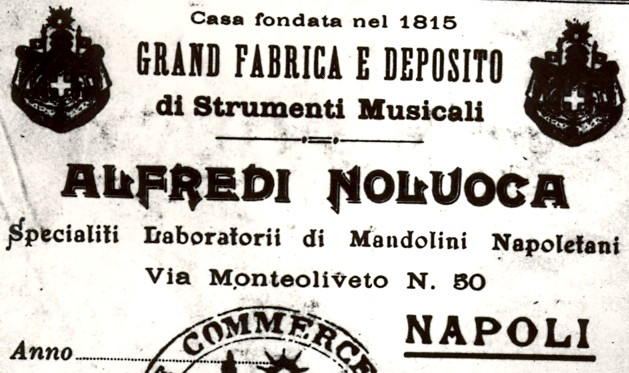 Casa fondata nel 1815
GRAND FABRICA E DEPOSITO
di Strumenti Musicali
ALFREDI NOLUOCA
Specialiti Laboratorii di Mandolini Napoletani
Via Monteoliveto N. 50
NAPOLI
COMMERCE
Anno